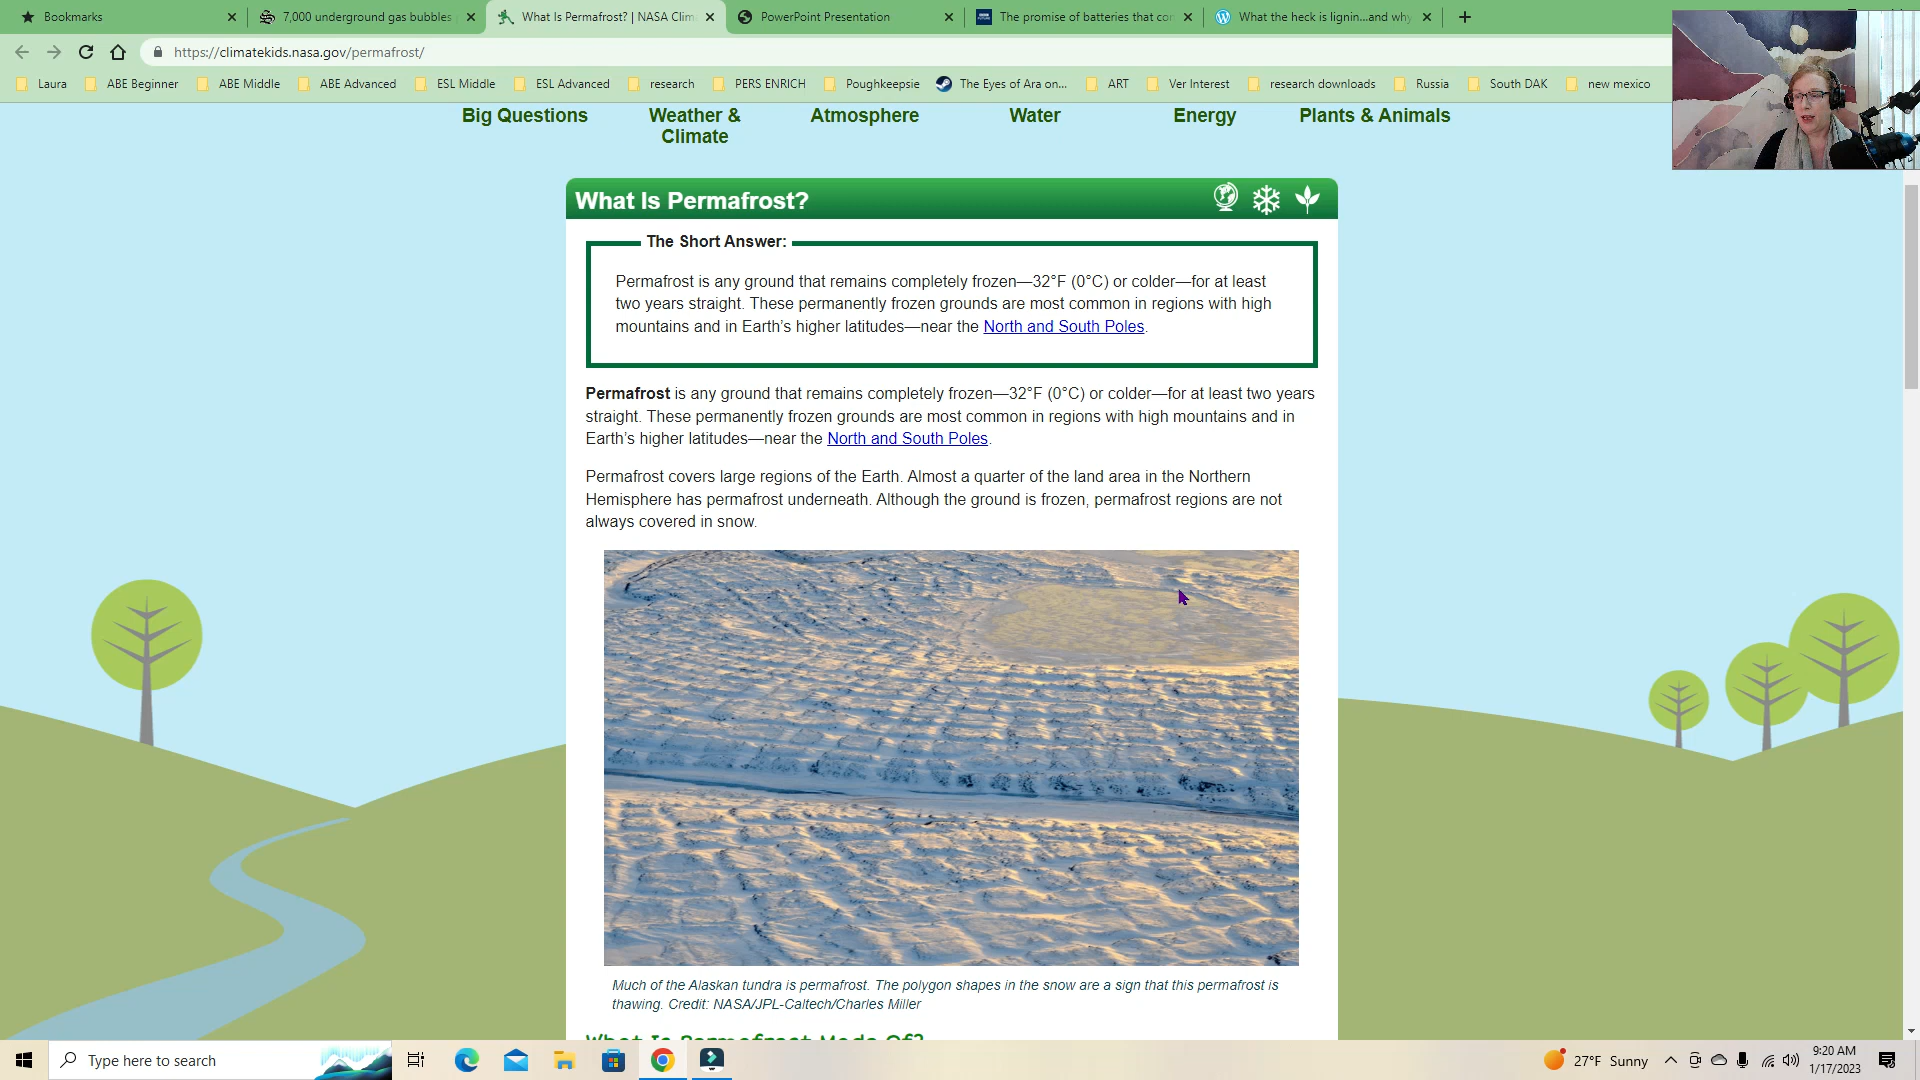 Bookmarks
7,000 underground gas bubbles
What Is Permafrost? | NASA Clim
PowerPoint Presentation
The promise of batteries that co
What the heck is lignin...and why
https://climatekids.nasa.gov/permafrost/
Laura
ABE Beginner
ABE Middle
ABE Advanced
ESL Middle
ESL Advanced
research
PERS ENRICH
Poughkeepsie
The Eyes of Ara on...
ART
Ver Interest
research downloads
Russia
South DAK
new mexico
Big Questions
Weather &
Climate
Atmosphere
Water
Energy
Plants & Animals
What Is Permafrost?
The Short Answer:
Permafrost is any ground that remains completely frozen—32°F (0°C) or colder—for at least
two years straight. These permanently frozen grounds are most common in regions with high
mountains and in Earth's higher latitudes—near the North and South Poles.
Permafrost is any ground that remains completely frozen—32°F (0°C) or colder—for at least two years
straight. These permanently frozen grounds are most common in regions with high mountains and in
Earth's higher latitudes—near the North and South Poles.
Permafrost covers large regions of the Earth. Almost a quarter of the land area in the Northern
Hemisphere has permafrost underneath. Although the ground is frozen, permafrost regions are not
always covered in snow.
Much of the Alaskan tundra is permafrost. The polygon shapes in the snow are a sign that this permafrost is
thawing. Credit: NASA/JPL-Caltech/Charles Miller
What Is Permafrost Made Of?
Type here to search
27°F Sunny
9:20 AM
1/17/2023